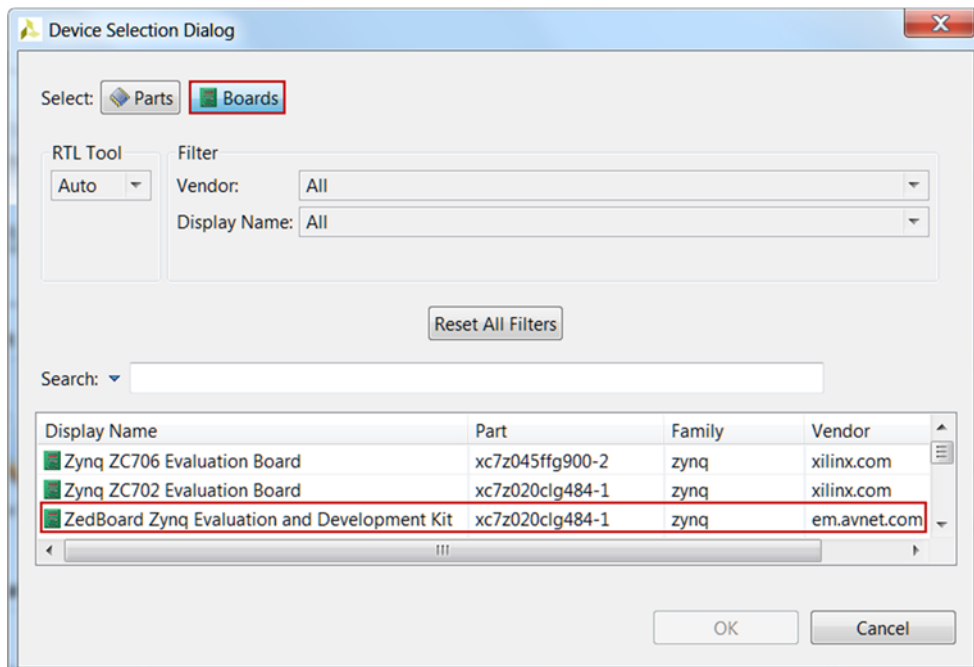 Device Selection Dialog
Select: Parts Boards
RTL Tool Filter
Auto Vendor: All
Display Name: All
Reset All Filters
Search:
Display Name Part Family Vendor
Zynq ZC706 Evaluation Board xc7z045ffg900-2 zynq xilinx.com
Zynq ZC702 Evaluation Board xc7z020clg484-1 zynq xilinx.com
ZedBoard Zynq Evaluation and Development Kit xc7z020clg484-1 zynq em.avnet.com
OK Cancel